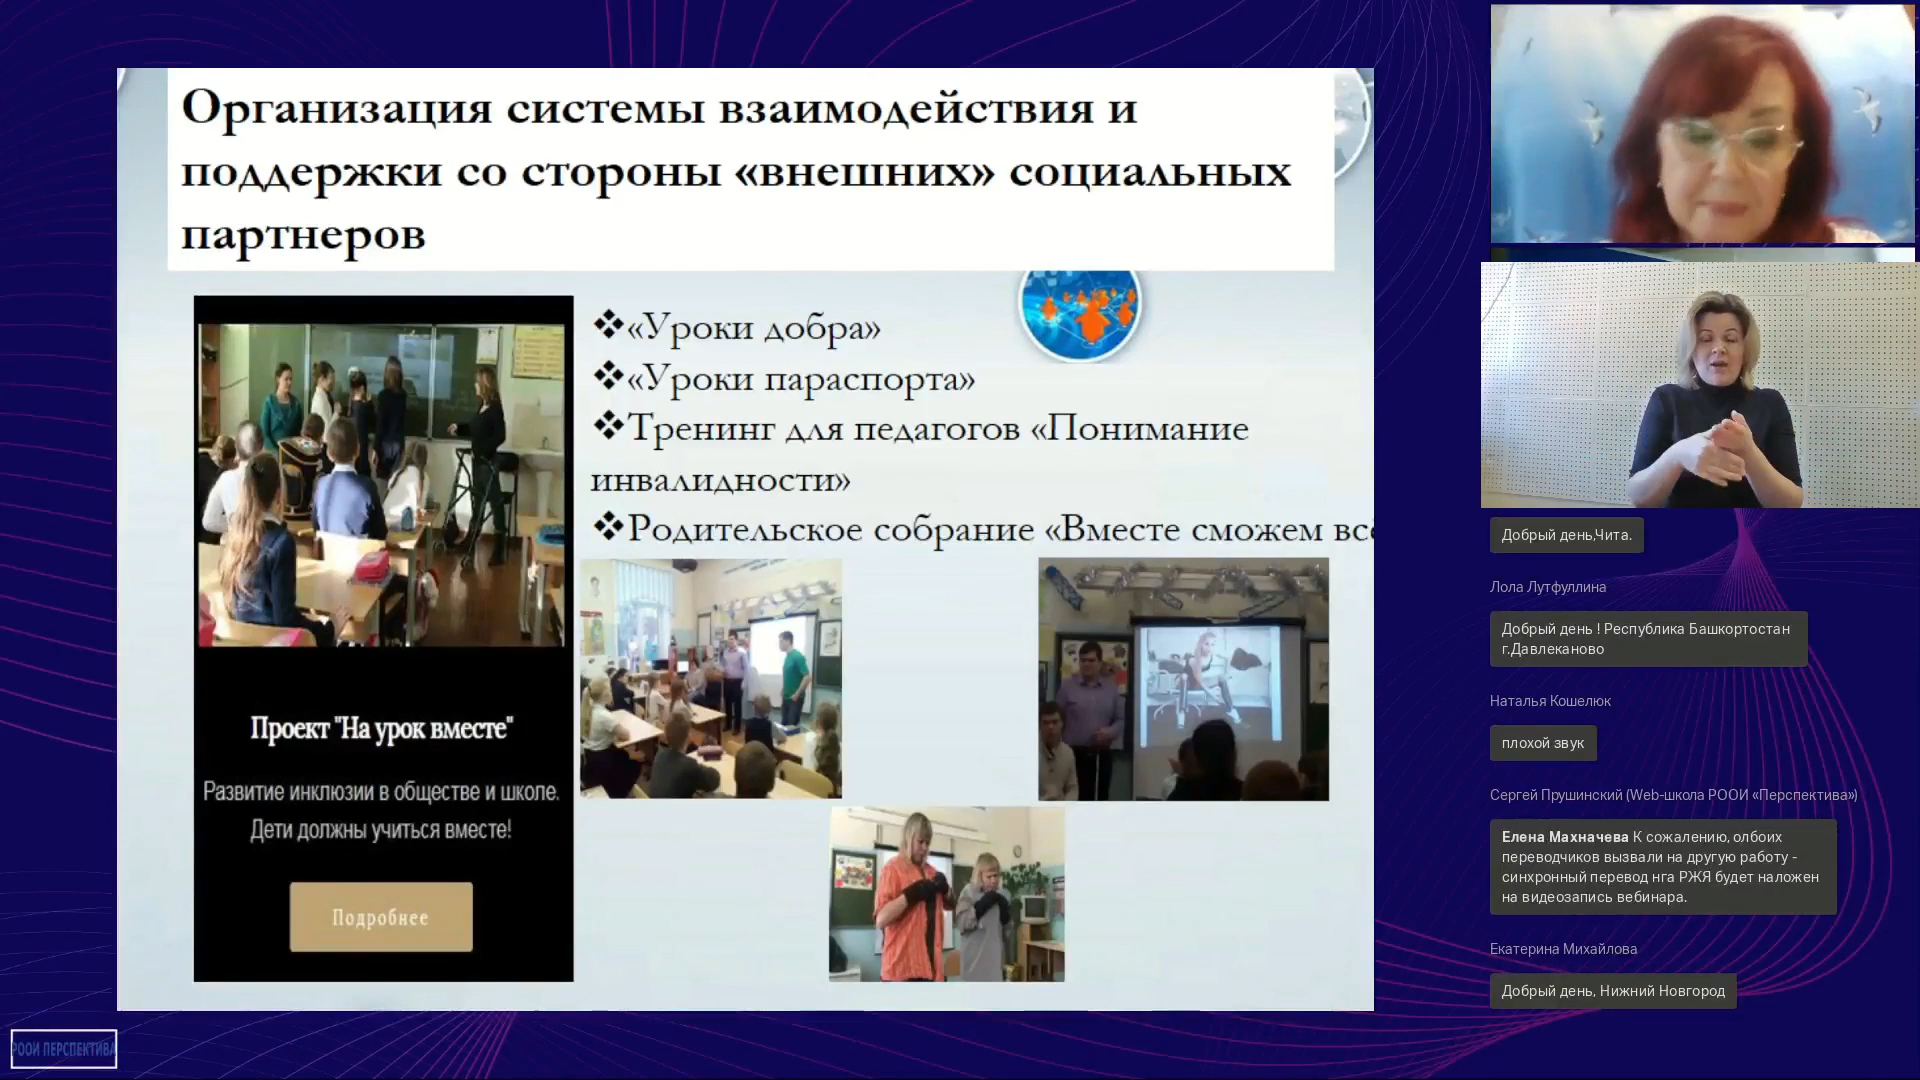 Организация системы взаимодействия и
поддержки со стороны «внешних» социальных
партнеров
❖«Уроки добра»
❖«Уроки параспорта»
❖Тренинг для педагогов «Понимание
инвалидности»
❖Родительское собрание «Вместе сможем всё
Проект "На урок вместе"
Развитие инклюзии в обществе и школе.
Дети должны учиться вместе!
Подробнее
РООИ ПЕРСПЕКТИВА
Добрый день,Чита.
Лола Лутфуллина
Добрый день ! Республика Башкортостан
г.Давлеканово
Наталья Кошелюк
плохой звук
Сергей Прушинский (Web-школа РООИ «Перспектива»)
Елена Махначева К сожалению, олбоих
переводчиков вызвали на другую работу -
синхронный перевод нга РЖЯ будет наложен
на видеозапись вебинара.
Екатерина Михайлова
Добрый день, Нижний Новгород